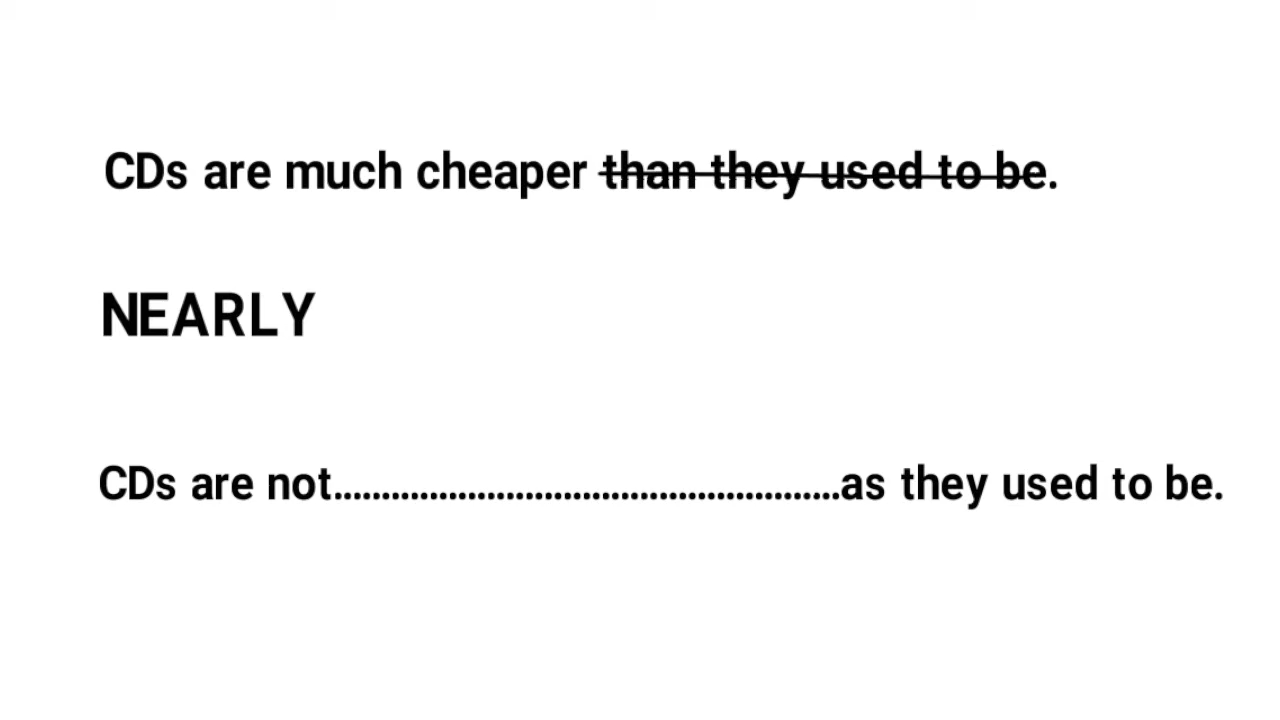 CDs are much cheaper than they used to be.
NEARLY
CDs are not.....................................................as they used to be.